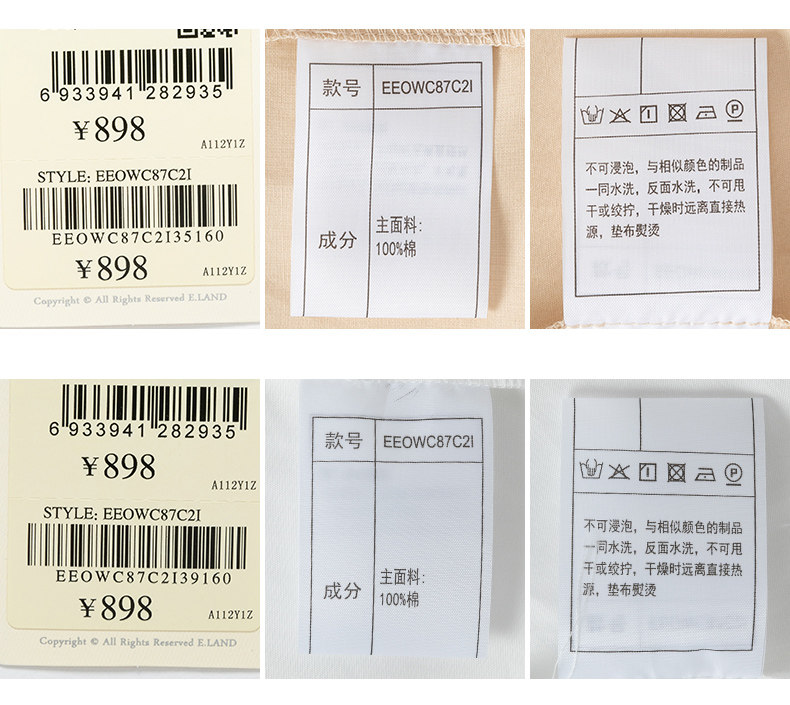 6 933941 282935
¥898
A112Y1Z
STYLE: EEOWC87C2I
EEOWC87C2I35160
¥898
A112Y1Z
Copyright © All Rights Reserved E.LAND
款号 EEOWC87C2I
成分
主面料:
100%棉
P
不可浸泡，与相似颜色的制品
一同水洗，反面水洗，不可甩
干或绞拧，干燥时远离直接热
源，垫布熨烫
6 933941 282935
¥898
A112Y1Z
STYLE: EEOWC87C2I
EEOWC87C2I39160
¥898
A112Y1Z
Copyright © All Rights Reserved E.LAND
款号 EEOWC87C2I
成分
主面料:
100%棉
P
不可浸泡，与相似颜色的制品
一同水洗，反面水洗，不可甩
干或绞拧，干燥时远离直接热
源，垫布熨烫